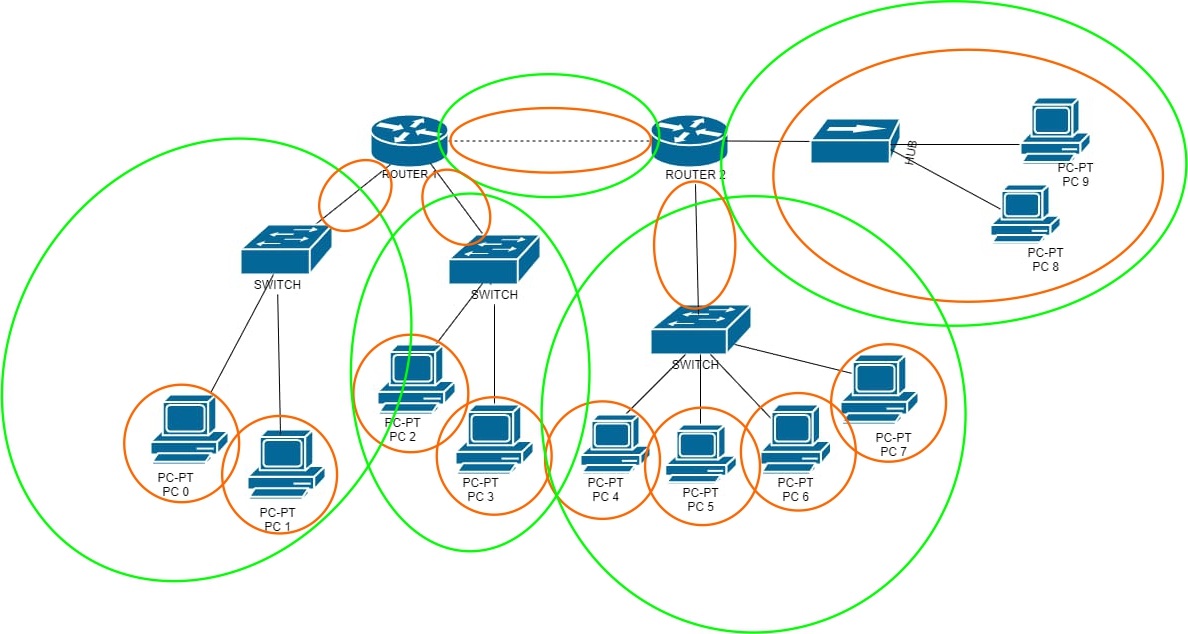 ROUTER 1
ROUTER 2
HUB
PC-PT
PC 9
PC-PT
PC 8
SWITCH
SWITCH
SWITCH
PC-PT
PC 0
PC-PT
PC 1
PC-PT
PC 2
PC-PT
PC 3
PC-PT
PC 4
PC-PT
PC 5
PC-PT
PC 6
PC-PT
PC 7